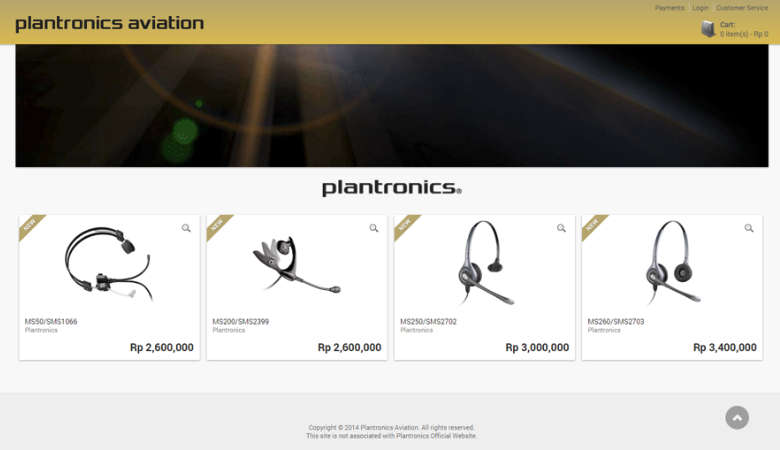 Payments Login Customer Service
plantronics aviation
Cart:
0 item(s) - Rp 0
plantronics®
NEW
NEW
NEW
NEW
MS50/SMS1066
Plantronics
Rp 2,600,000
MS200/SMS2399
Plantronics
Rp 2,600,000
MS250/SMS2702
Plantronics
Rp 3,000,000
MS260/SMS2703
Plantronics
Rp 3,400,000
Copyright © 2014 Plantronics Aviation. All rights reserved.
This site is not associated with Plantronics Official Website.